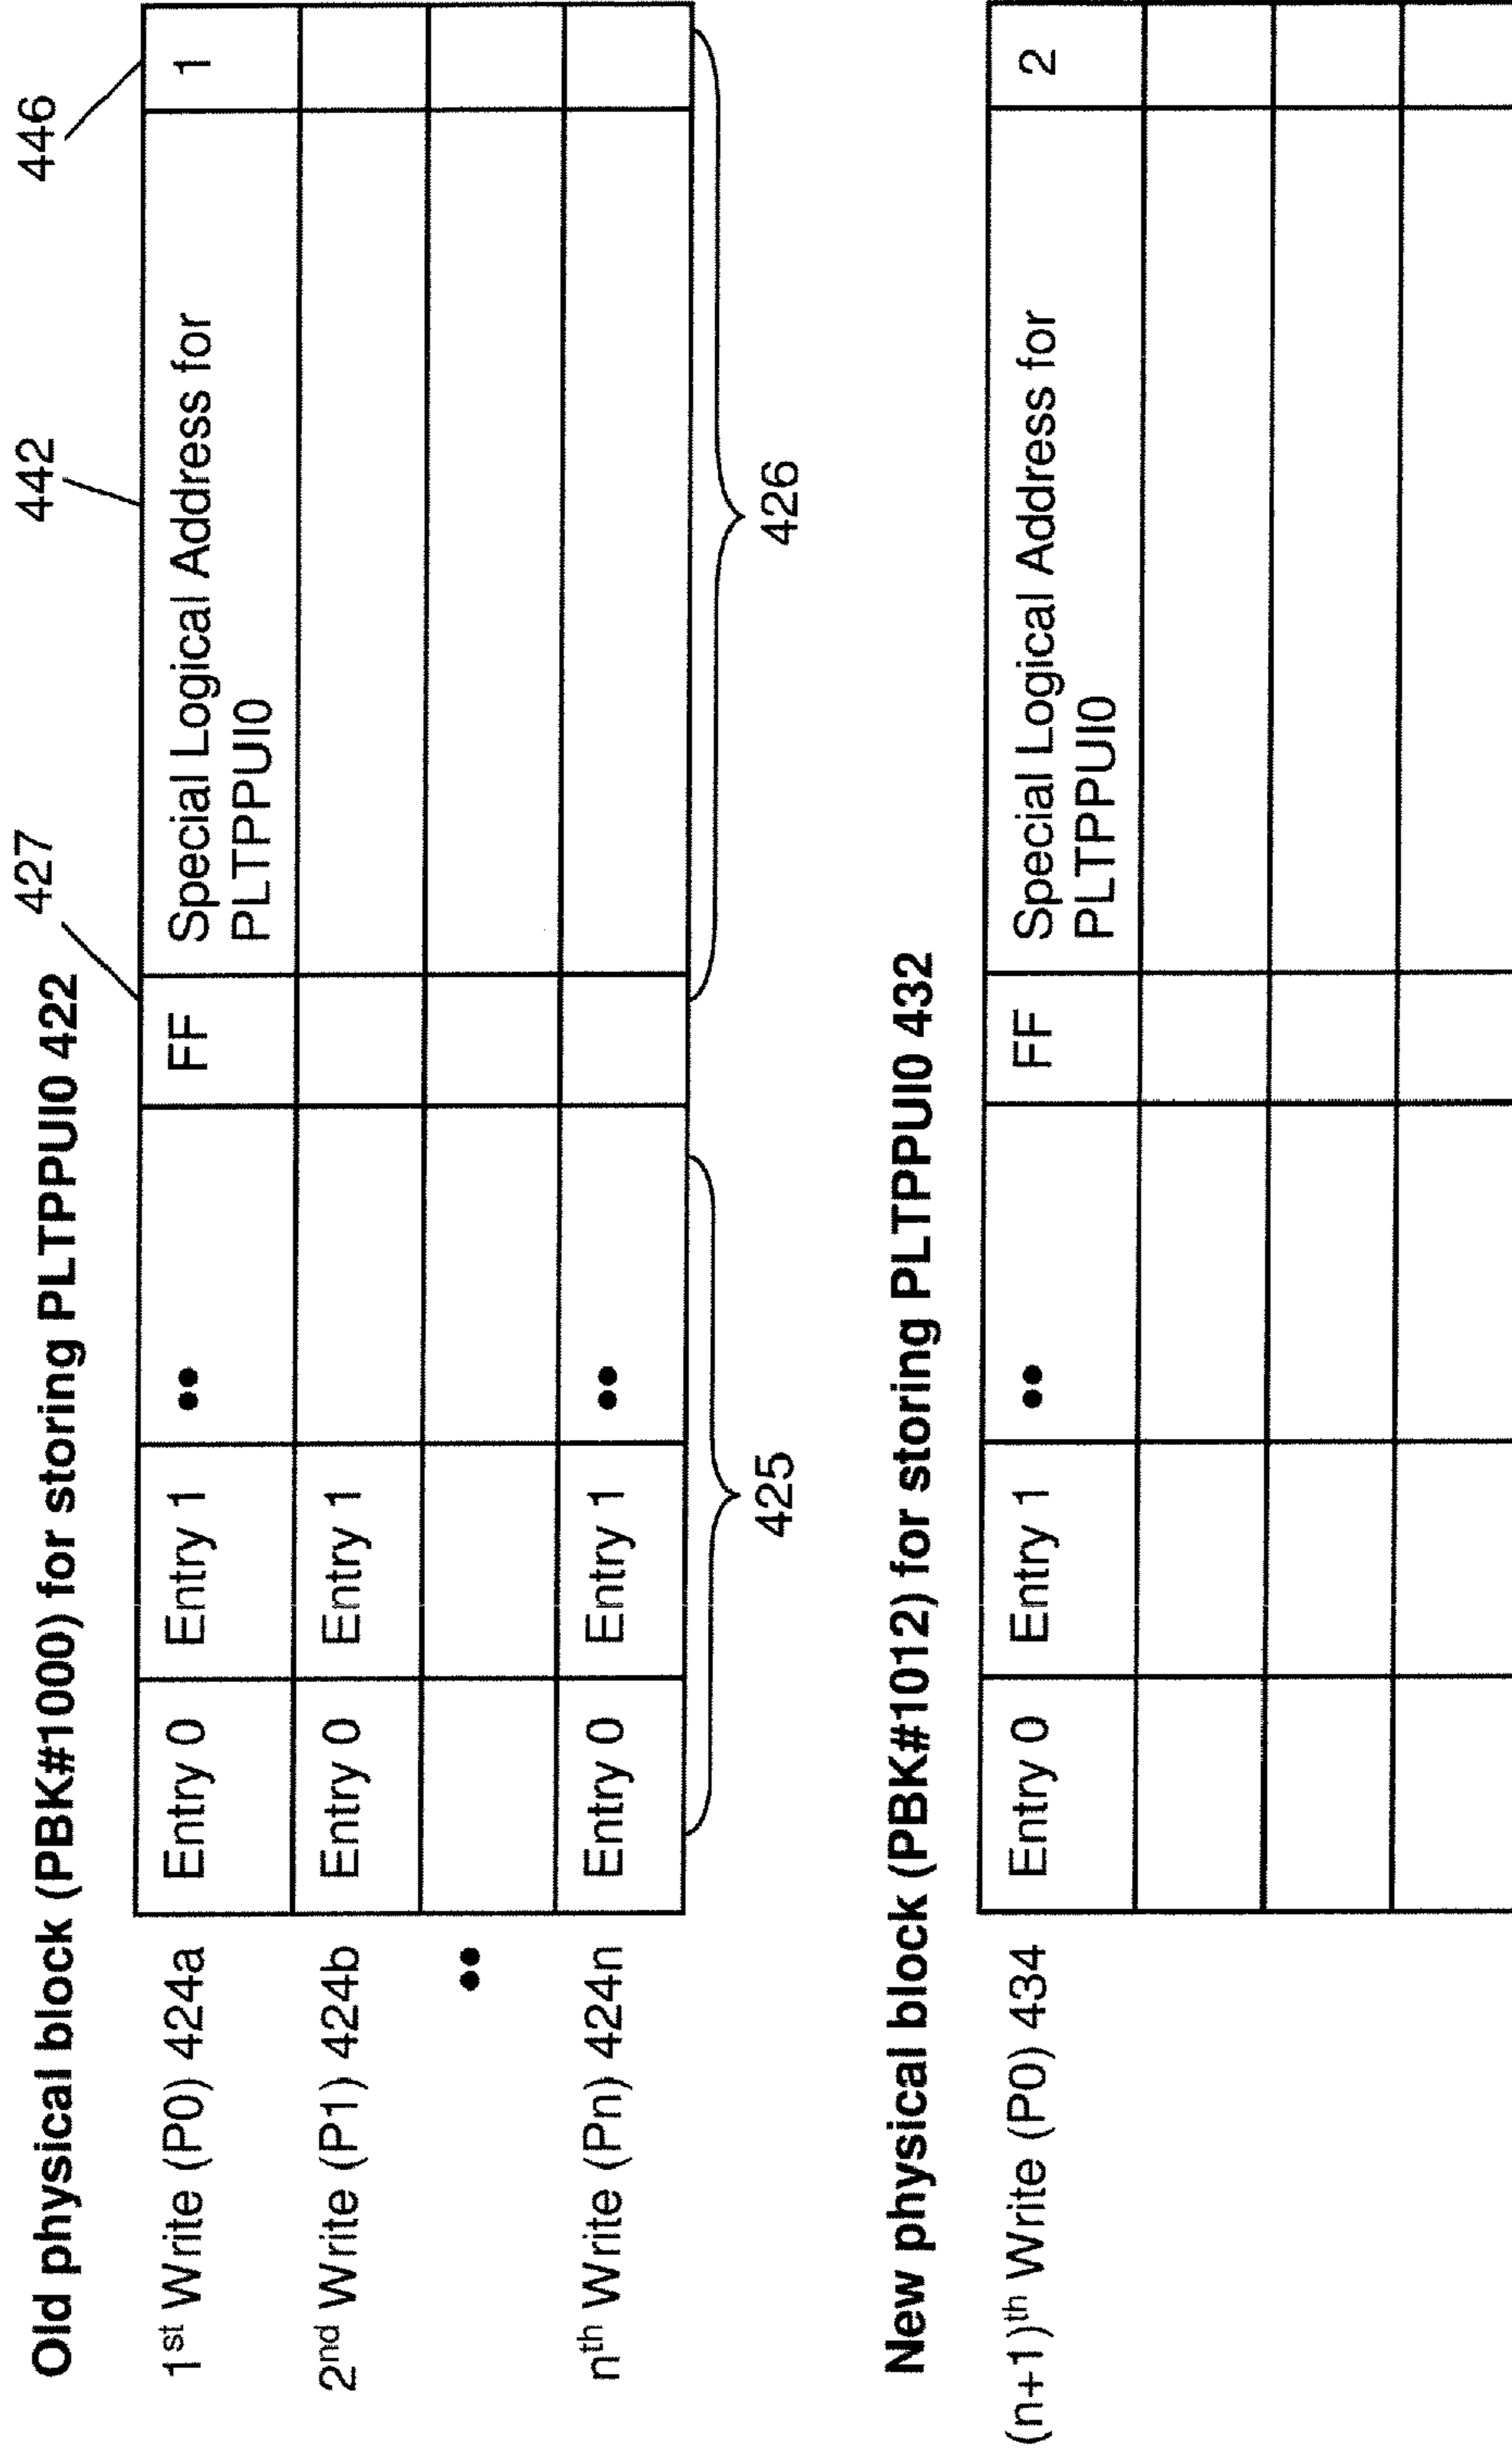 Old physical block (PBK#1000) for storing PLTPPUI0 422
427
442
446
1st Write (P0) 424a
Entry 0
Entry 1
••
FF
Special Logical Address for
PLTPPUI0
1
2nd Write (P1) 424b
Entry 0
Entry 1
••
nth Write (Pn) 424n
Entry 0
Entry 1
••
425
426
New physical block (PBK#1012) for storing PLTPPUI0 432
(n+1)th Write (P0) 434
Entry 0
Entry 1
••
FF
Special Logical Address for
PLTPPUI0
2